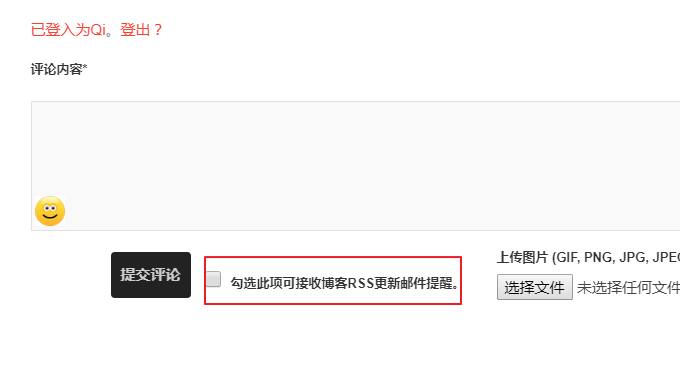 已登入为Qi。登出？
评论内容*
提交评论
勾选此项可接收博客RSS更新邮件提醒。
上传图片 (GIF, PNG, JPG, JPEG
选择文件 未选择任何文件